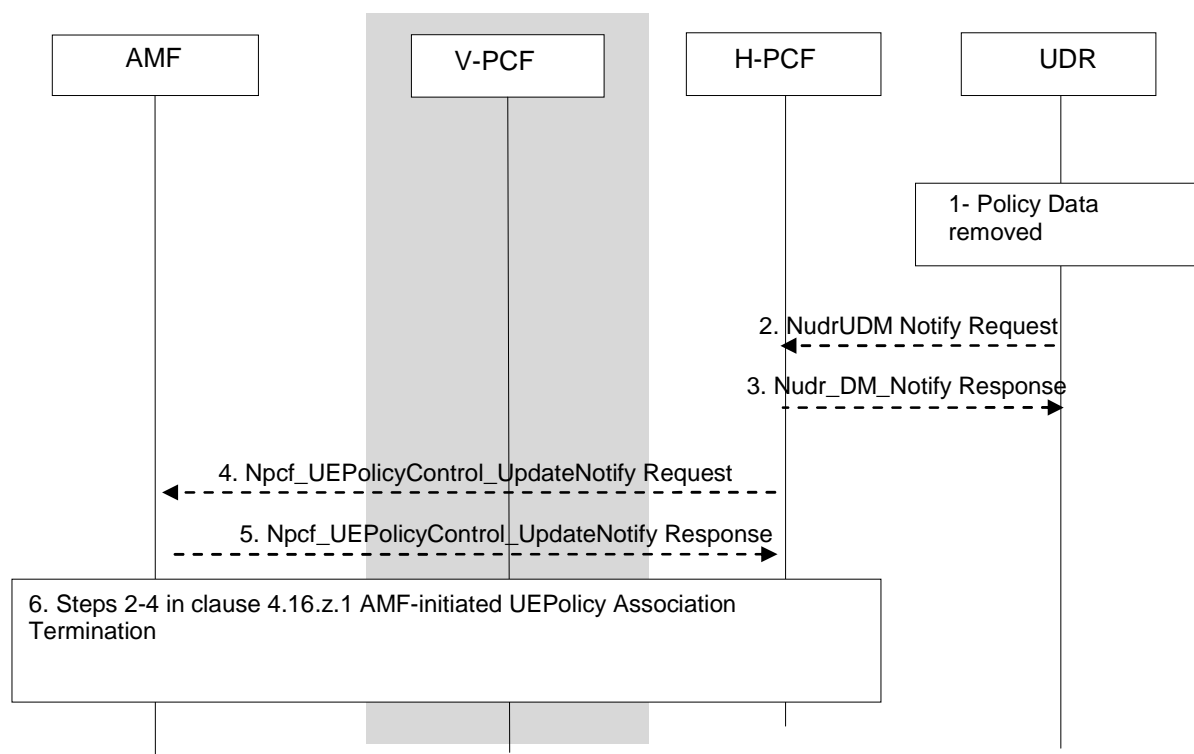 AMF
V-PCF
H-PCF
UDR
1- Policy Data
removed
2. NudrUDM Notify Request
3. Nudr_DM_Notify Response
4. Npcf_UEPolicyControl_UpdateNotify Request
5. Npcf_UEPolicyControl_UpdateNotify Response
6. Steps 2-4 in clause 4.16.z.1 AMF-initiated UEPolicy Association
Termination